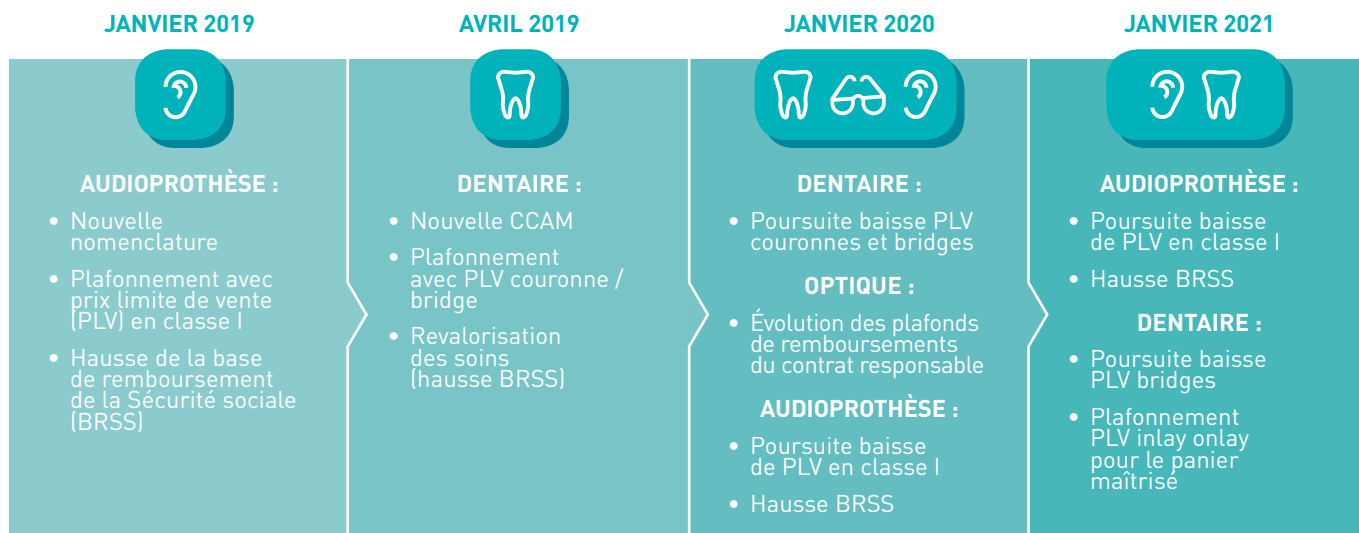 JANVIER 2019
AUDIOPROTHÈSE :
• Nouvelle
nomenclature
• Plafonnement avec
prix limite de vente
(PLV) en classe I
• Hausse de la base
de remboursement
de la Sécurité sociale
(BRSS)
AVRIL 2019
DENTAIRE :
• Nouvelle CCAM
• Plafonnement
avec PLV couronne /
bridge
• Revalorisation
des soins
(hausse BRSS)
JANVIER 2020
DENTAIRE :
• Poursuite baisse PLV
couronnes et bridges
OPTIQUE :
• Évolution des plafonds
de remboursements
du contrat responsable
AUDIOPROTHÈSE :
• Poursuite baisse
de PLV en classe I
• Hausse BRSS
JANVIER 2021
AUDIOPROTHÈSE :
• Poursuite baisse
de PLV en classe I
• Hausse BRSS
DENTAIRE :
• Poursuite baisse
PLV bridges
• Plafonnement
PLV inlay onlay
pour le panier
maîtrisé